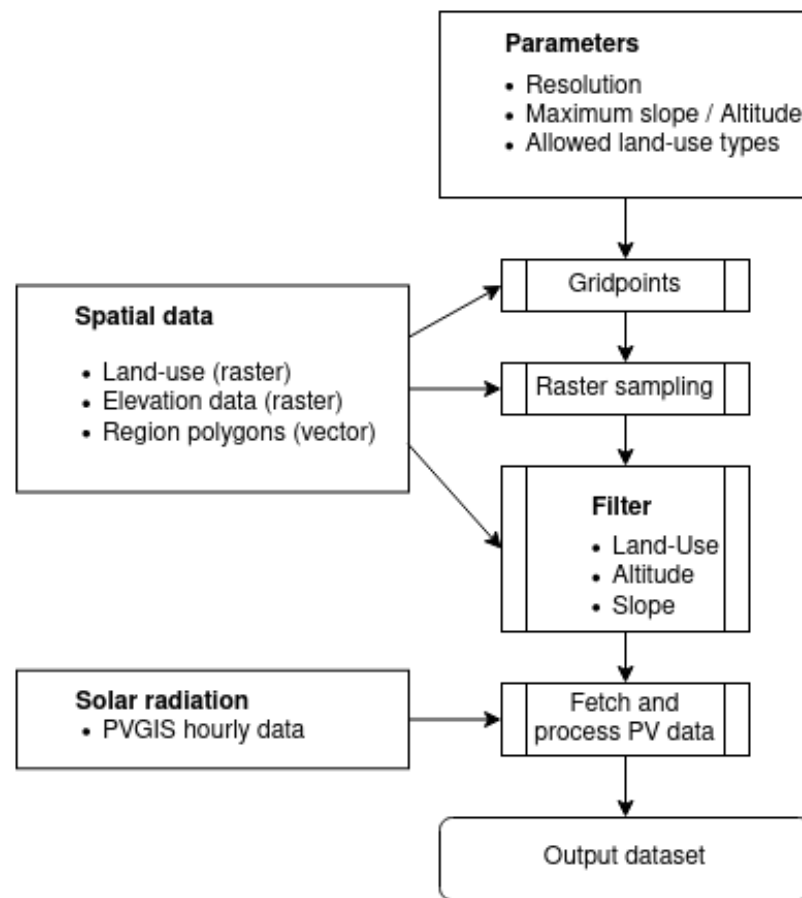 Parameters
• Resolution
• Maximum slope / Altitude
• Allowed land-use types
Gridpoints
Spatial data
• Land-use (raster)
• Elevation data (raster)
• Region polygons (vector)
Raster sampling
Filter
• Land-Use
• Altitude
• Slope
Solar radiation
• PVGIS hourly data
Fetch and
process PV data
Output dataset